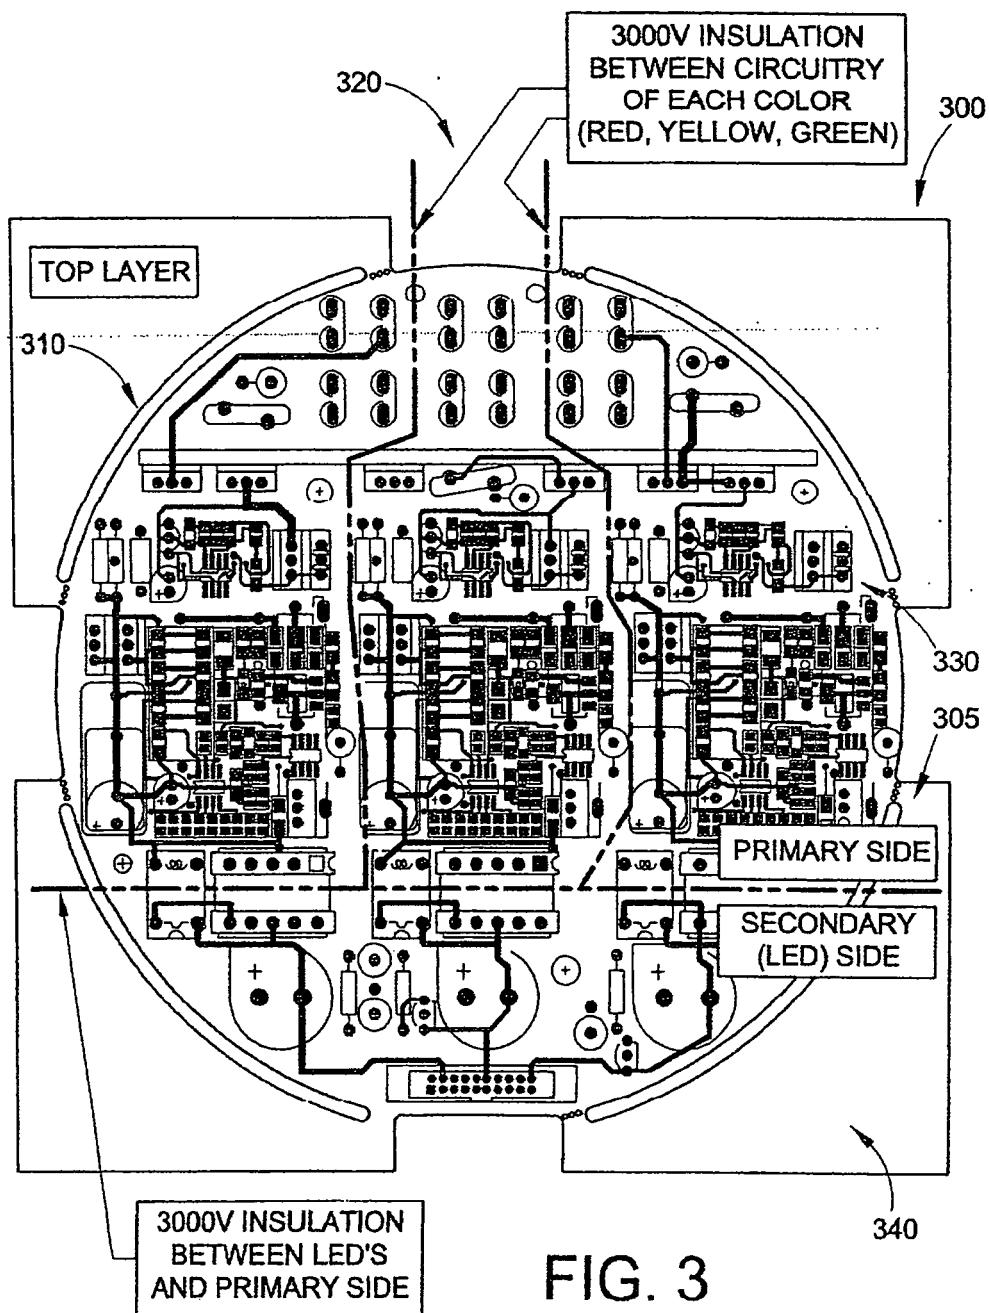 3000V INSULATION
BETWEEN CIRCUITRY
OF EACH COLOR
(RED, YELLOW, GREEN)
320
300
TOP LAYER
310
330
305
PRIMARY SIDE
SECONDARY
(LED) SIDE
340
3000V INSULATION
BETWEEN LED'S
AND PRIMARY SIDE
FIG. 3